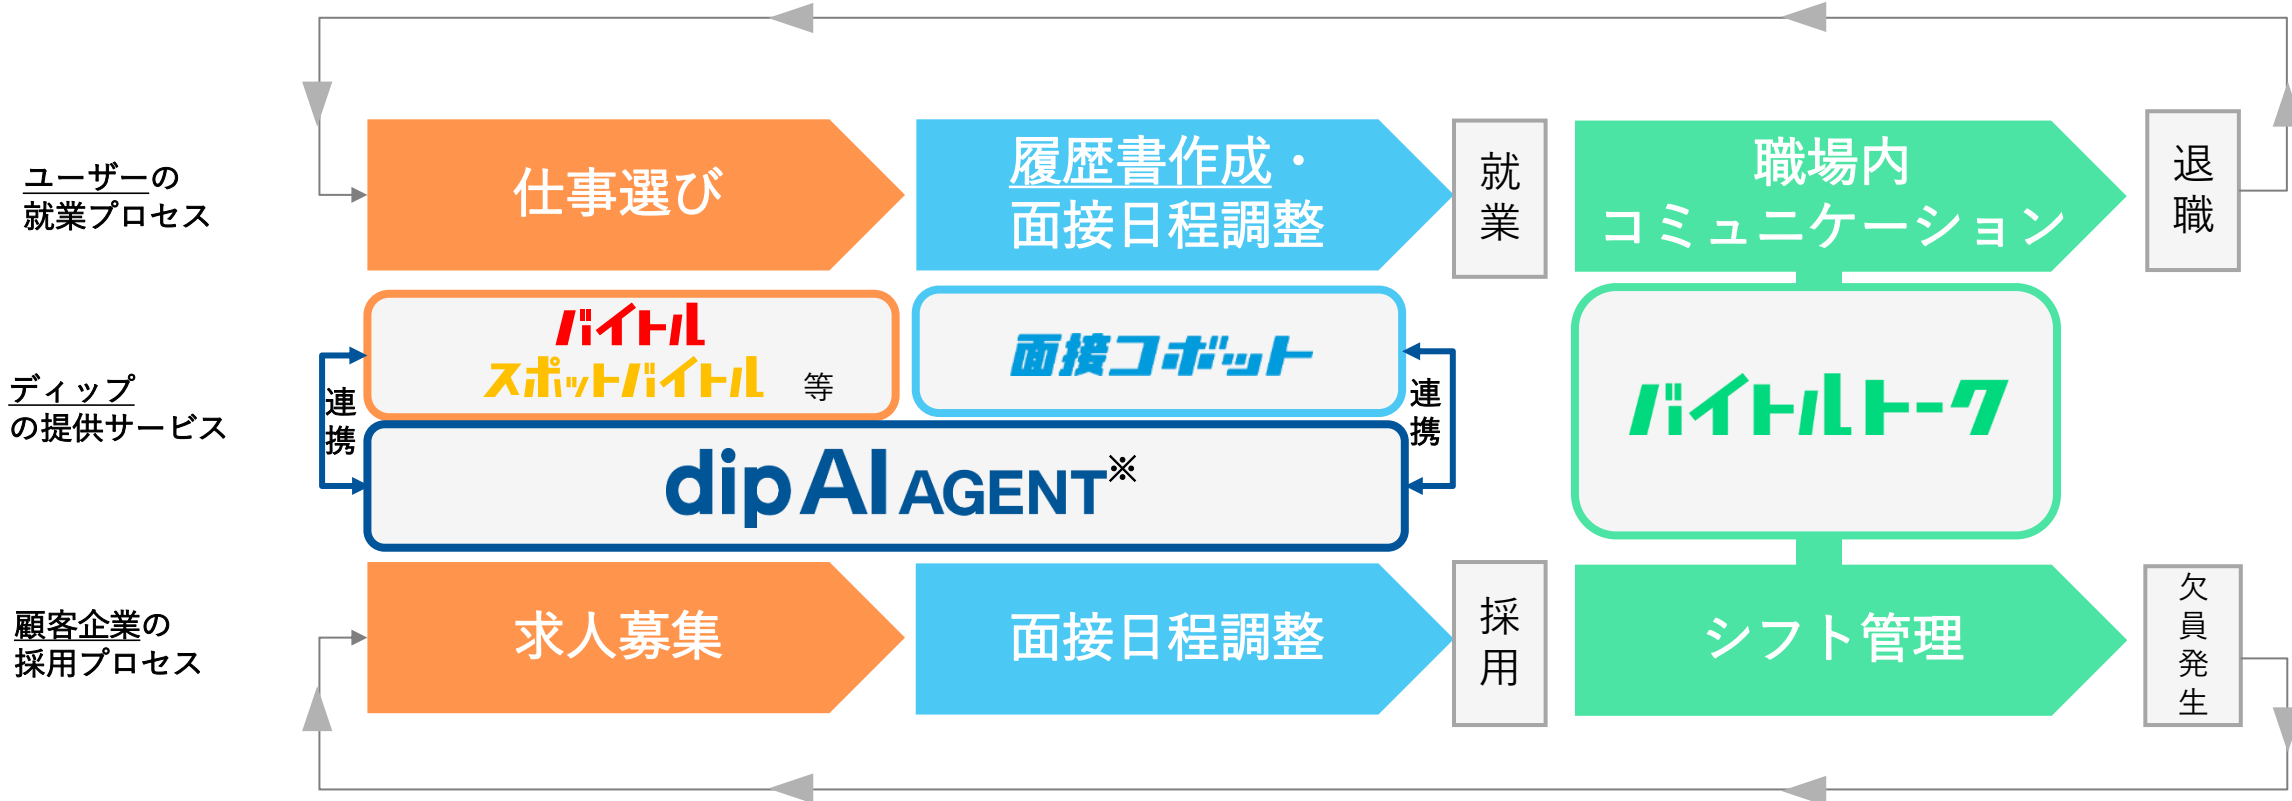 ユーザーの
就業プロセス
仕事選び
履歴書作成・
面接日程調整
就業
職場内
コミュニケーション
退職
ディップ
の提供サービス
連携
バイトル
スポットバイトル 等
面接コボット
連携
dip AI AGENT※
バイトルトーク
顧客企業の
採用プロセス
求人募集
面接日程調整
採用
シフト管理
欠員発生